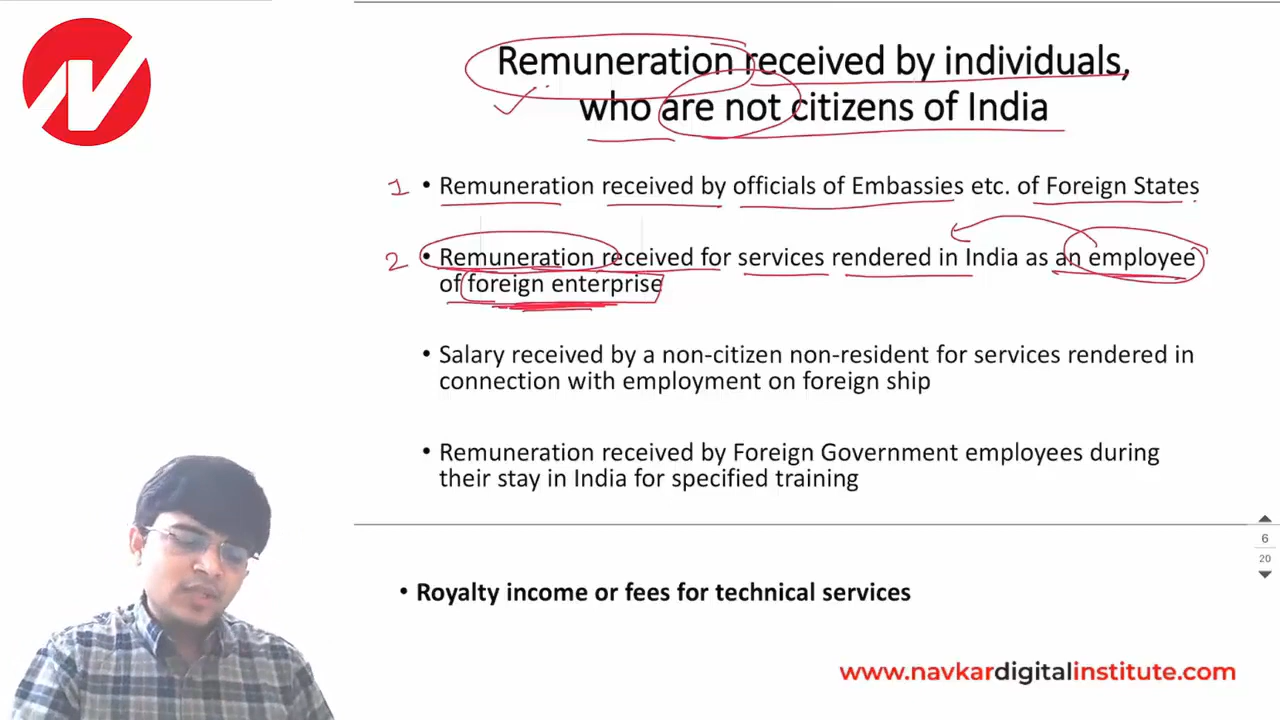 Remuneration received by individuals,
who are not citizens of India
1 • Remuneration received by officials of Embassies etc. of Foreign States
2 • Remuneration received for services rendered in India as an employee
of foreign enterprise
• Salary received by a non-citizen non-resident for services rendered in
connection with employment on foreign ship
• Remuneration received by Foreign Government employees during
their stay in India for specified training
6
20
• Royalty income or fees for technical services
www.navkardigitalinstitute.com